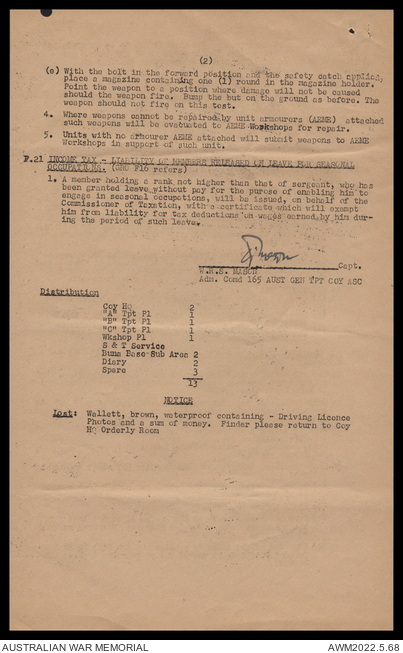 (2)
(e) With the bolt in the forward position and the safety catch applied,
place a magazine containing one (1) round in the magazine holder.
Point the weapon to a position where damage will not be caused
should the weapon fire. Bump the but on the ground as before. The
weapon should not fire on this test.
4. Where weapons cannot be repaired by unit armourers (AEME) attached
such weapons will be evacuated to AEME Workshops for repair.
5. Units with no armourer AEME attached will submit weapons to AEME
Workshops in support of such unit.
F.21 INCOME TAX - LIABILITY OF MEMBERS RELEASED ON LEAVE FOR SEASONAL
OCCUPATIONS. (GRO F16 refers)
1. A member holding a rank not higher than that of sergeant, who has
been granted leave without pay for the purose of enabling him to
engage in seasonal occupations, will be issued, on behalf of the
Commissioner of Taxation, with a certificate which will exempt
him from liability for tax deductions on wages earned by him dur-
ing the period of such leave.
Capt.
Adm. Comd 165 AUST GEN TPT COY ASC
Distribution
Coy HQ 2
"A" Tpt Pl 1
"B" Tpt Pl 1
"C" Tpt Pl 1
Wkshop Pl 1
S & T Service
Buna Base Sub Area 2
Diary 2
Spare 3
13
NOTICE
Lost: Wallett, brown, waterproof containing - Driving Licence
Photos and a sum of money. Finder please return to Coy
HQ Orderly Room
AUSTRALIAN WAR MEMORIAL
AWM2022.5.68